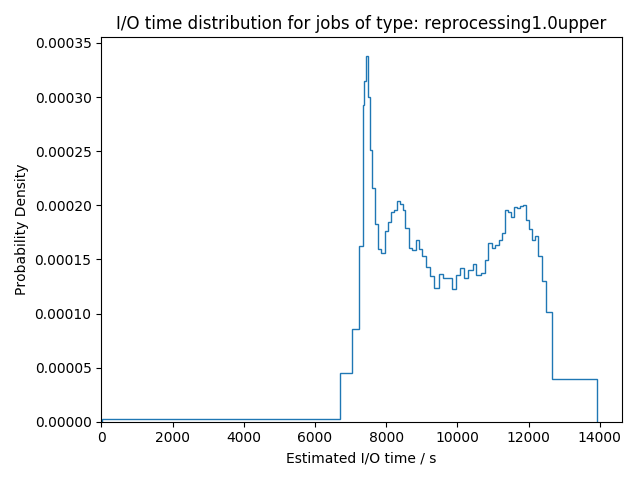 I/O time distribution for jobs of type: reprocessing1.0upper
0.00035
0.00030
0.00025
0.00020
0.00015
0.00010
0.00005
0.00000
Probability Density
0 2000 4000 6000 8000 10000 12000 14000
Estimated I/O time / s